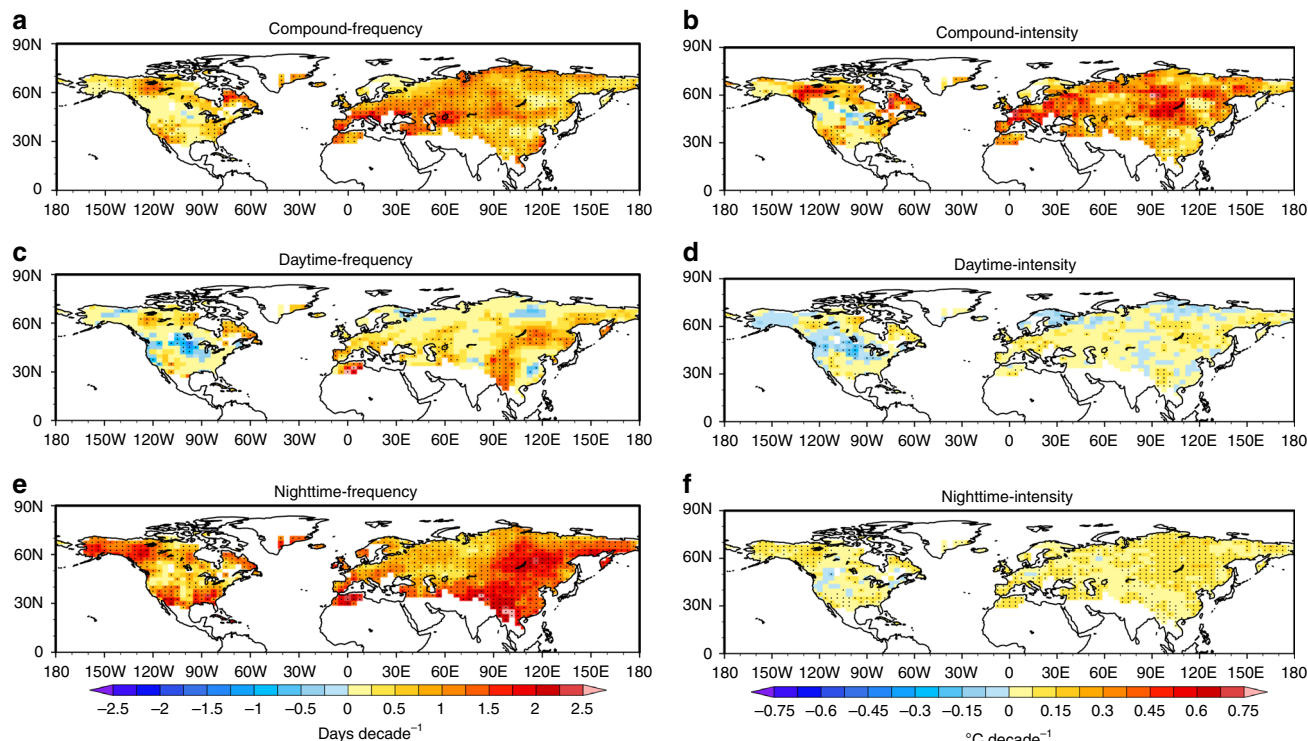 a
Compound-frequency
90N
60N
30N
0
180 150W 120W 90W 60W 30W 0 30E 60E 90E 120E 150E 180
b
Compound-intensity
90N
60N
30N
0
180 150W 120W 90W 60W 30W 0 30E 60E 90E 120E 150E 180
c
Daytime-frequency
90N
60N
30N
0
180 150W 120W 90W 60W 30W 0 30E 60E 90E 120E 150E 180
d
Daytime-intensity
90N
60N
30N
0
180 150W 120W 90W 60W 30W 0 30E 60E 90E 120E 150E 180
e
Nighttime-frequency
90N
60N
30N
0
180 150W 120W 90W 60W 30W 0 30E 60E 90E 120E 150E 180
−2.5 −2 −1.5 −1 −0.5 0 0.5 1 1.5 2 2.5
Days decade⁻¹
f
Nighttime-intensity
90N
60N
30N
0
180 150W 120W 90W 60W 30W 0 30E 60E 90E 120E 150E 180
−0.75 −0.6 −0.45 −0.3 −0.15 0 0.15 0.3 0.45 0.6 0.75
°C decade⁻¹